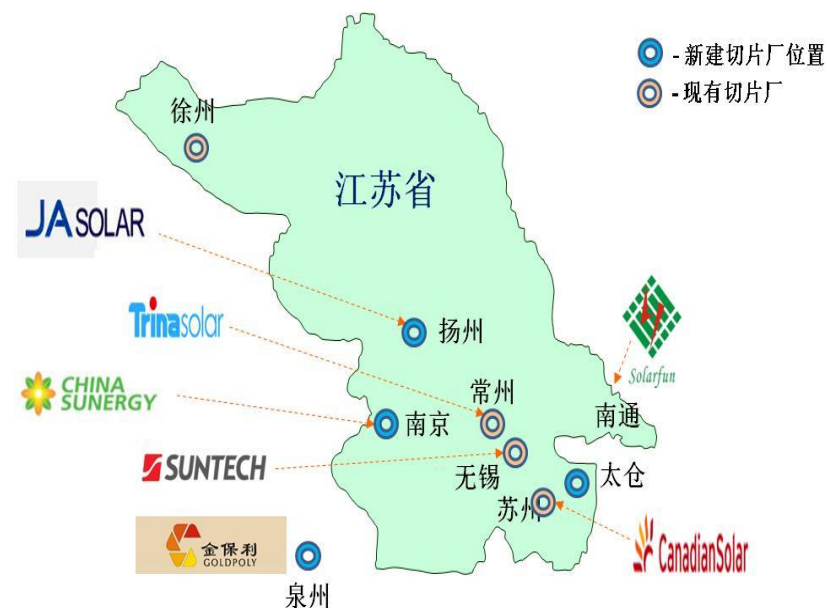 - 新建切片厂位置
- 现有切片厂
徐州
江苏省
JA SOLAR
Trinasolar
扬州
Solarfun
CHINA
SUNERGY
常州
南京
南通
SUNTECH
无锡
太仓
苏州
金保利
GOLDPOLY
CanadianSolar
泉州